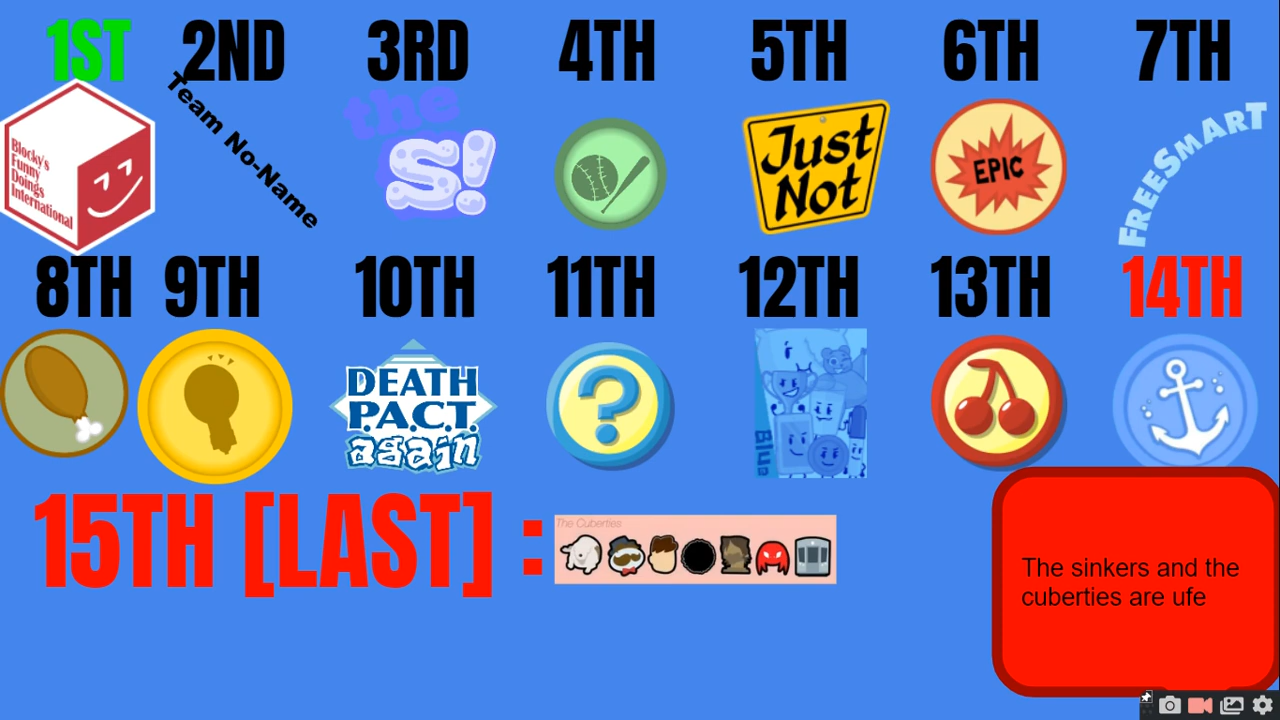 1ST 2ND 3RD 4TH 5TH 6TH 7TH
Blocky's
Funny
Doings
International
Team No-Name
the
S!
Just
Not
EPIC
FREESMART
8TH 9TH 10TH 11TH 12TH 13TH 14TH
DEATH
P.A.C.T.
again
?
Blue
15TH [LAST] :
The Cuberties
The sinkers and the
cuberties are ufe